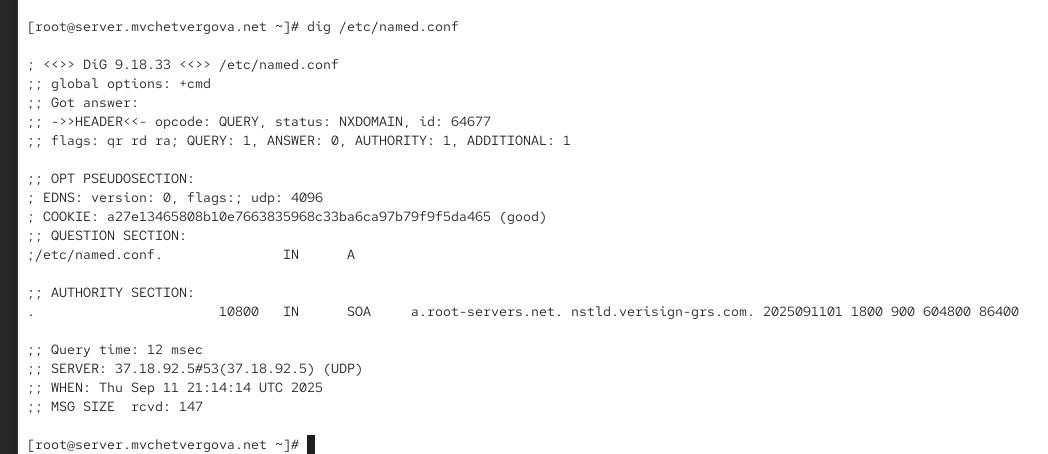 [root@server.mvchetvergova.net ~]# dig /etc/named.conf
; <<>> DiG 9.18.33 <<>> /etc/named.conf
;; global options: +cmd
;; Got answer:
;; ->>HEADER<<- opcode: QUERY, status: NXDOMAIN, id: 64677
;; flags: qr rd ra; QUERY: 1, ANSWER: 0, AUTHORITY: 1, ADDITIONAL: 1
;; OPT PSEUDOSECTION:
; EDNS: version: 0, flags:; udp: 4096
; COOKIE: a27e13465808b10e7663835968c33ba6ca97b79f9f5da465 (good)
;; QUESTION SECTION:
;/etc/named.conf. IN A
;; AUTHORITY SECTION:
. 10800 IN SOA a.root-servers.net. nstld.verisign-grs.com. 2025091101 1800 900 604800 86400
;; Query time: 12 msec
;; SERVER: 37.18.92.5#53(37.18.92.5) (UDP)
;; WHEN: Thu Sep 11 21:14:14 UTC 2025
;; MSG SIZE rcvd: 147
[root@server.mvchetvergova.net ~]#